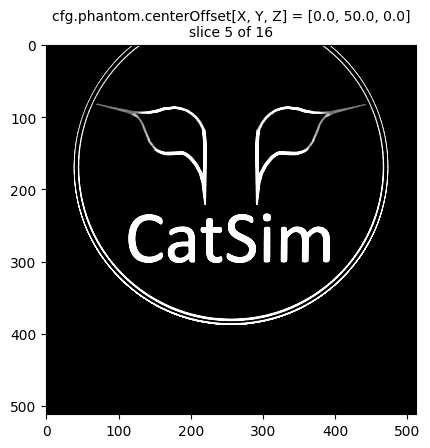 cfg.phantom.centerOffset[X, Y, Z] = [0.0, 50.0, 0.0]
slice 5 of 16
0
100
200
CatSim
300
400
500
0 100 200 300 400 500